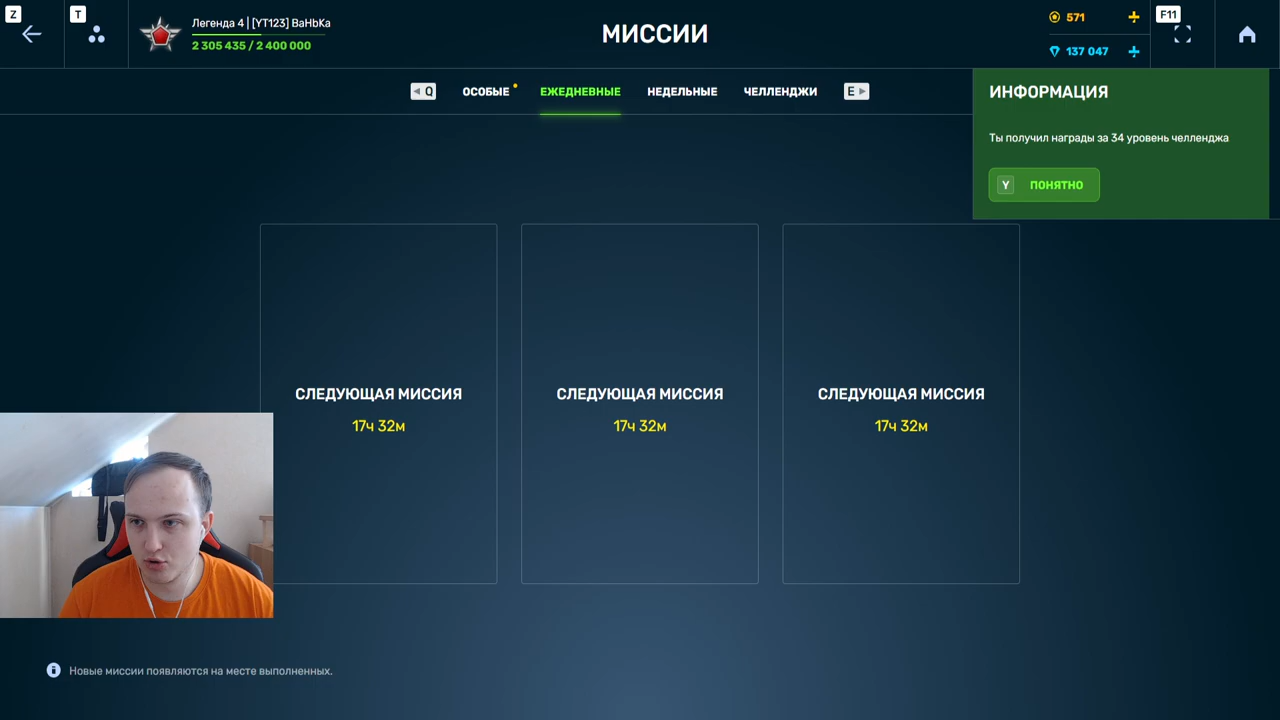 Z
T
Легенда 4 | [YT123] BaHbKa
2 305 435 / 2 400 000
МИССИИ
571
137 047
F11
Q
ОСОБЫЕ
ЕЖЕДНЕВНЫЕ
НЕДЕЛЬНЫЕ
ЧЕЛЛЕНДЖИ
E
ИНФОРМАЦИЯ
Ты получил награды за 34 уровень челленджа
Y ПОНЯТНО
СЛЕДУЮЩАЯ МИССИЯ
17ч 32м
СЛЕДУЮЩАЯ МИССИЯ
17ч 32м
СЛЕДУЮЩАЯ МИССИЯ
17ч 32м
Новые миссии появляются на месте выполненных.